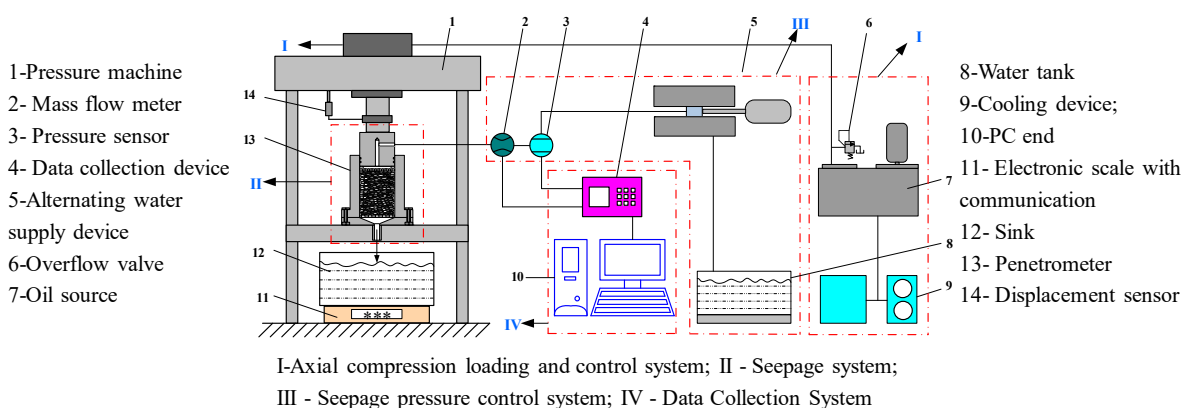 1-Pressure machine
2- Mass flow meter
3- Pressure sensor
4- Data collection device
5-Alternating water
supply device
6-Overflow valve
7-Oil source
I
1
2
3
4
5
III
6
I
14
13
II
12
11
***
10
IV
7
8
9
8-Water tank
9-Cooling device;
10-PC end
11- Electronic scale with
communication
12- Sink
13- Penetrometer
14- Displacement sensor
I-Axial compression loading and control system; II - Seepage system;
III - Seepage pressure control system; IV - Data Collection System